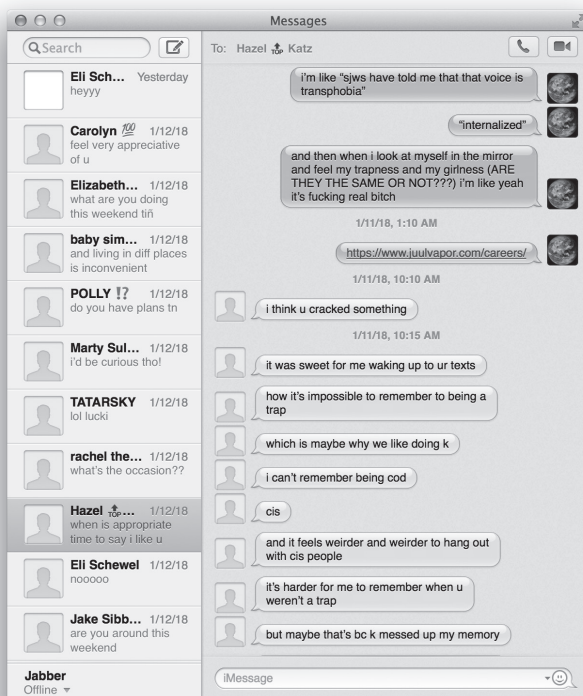 Messages
Search
To: Hazel 🔝 Katz
Eli Sch... Yesterday
heyyy
Carolyn 💯 1/12/18
feel very appreciative
of u
Elizabeth... 1/12/18
what are you doing
this weekend tiñ
baby sim... 1/12/18
and living in diff places
is inconvenient
POLLY ⁉️ 1/12/18
do you have plans tn
Marty Sul... 1/12/18
i'd be curious tho!
TATARSKY 1/12/18
lol lucki
rachel the... 1/12/18
what's the occasion??
Hazel 🔝... 1/12/18
when is appropriate
time to say i like u
Eli Schewel 1/12/18
nooooo
Jake Sibb... 1/12/18
are you around this
weekend
Jabber
Offline
i'm like “sjws have told me that that voice is
transphobia”
“internalized”
and then when i look at myself in the mirror
and feel my trapness and my girlness (ARE
THEY THE SAME OR NOT???) i'm like yeah
it's fucking real bitch
1/11/18, 1:10 AM
https://www.juulvapor.com/careers/
1/11/18, 10:10 AM
i think u cracked something
1/11/18, 10:15 AM
it was sweet for me waking up to ur texts
how it's impossible to remember to being a
trap
which is maybe why we like doing k
i can't remember being cod
cis
and it feels weirder and weirder to hang out
with cis people
it's harder for me to remember when u
weren't a trap
but maybe that's bc k messed up my memory
iMessage